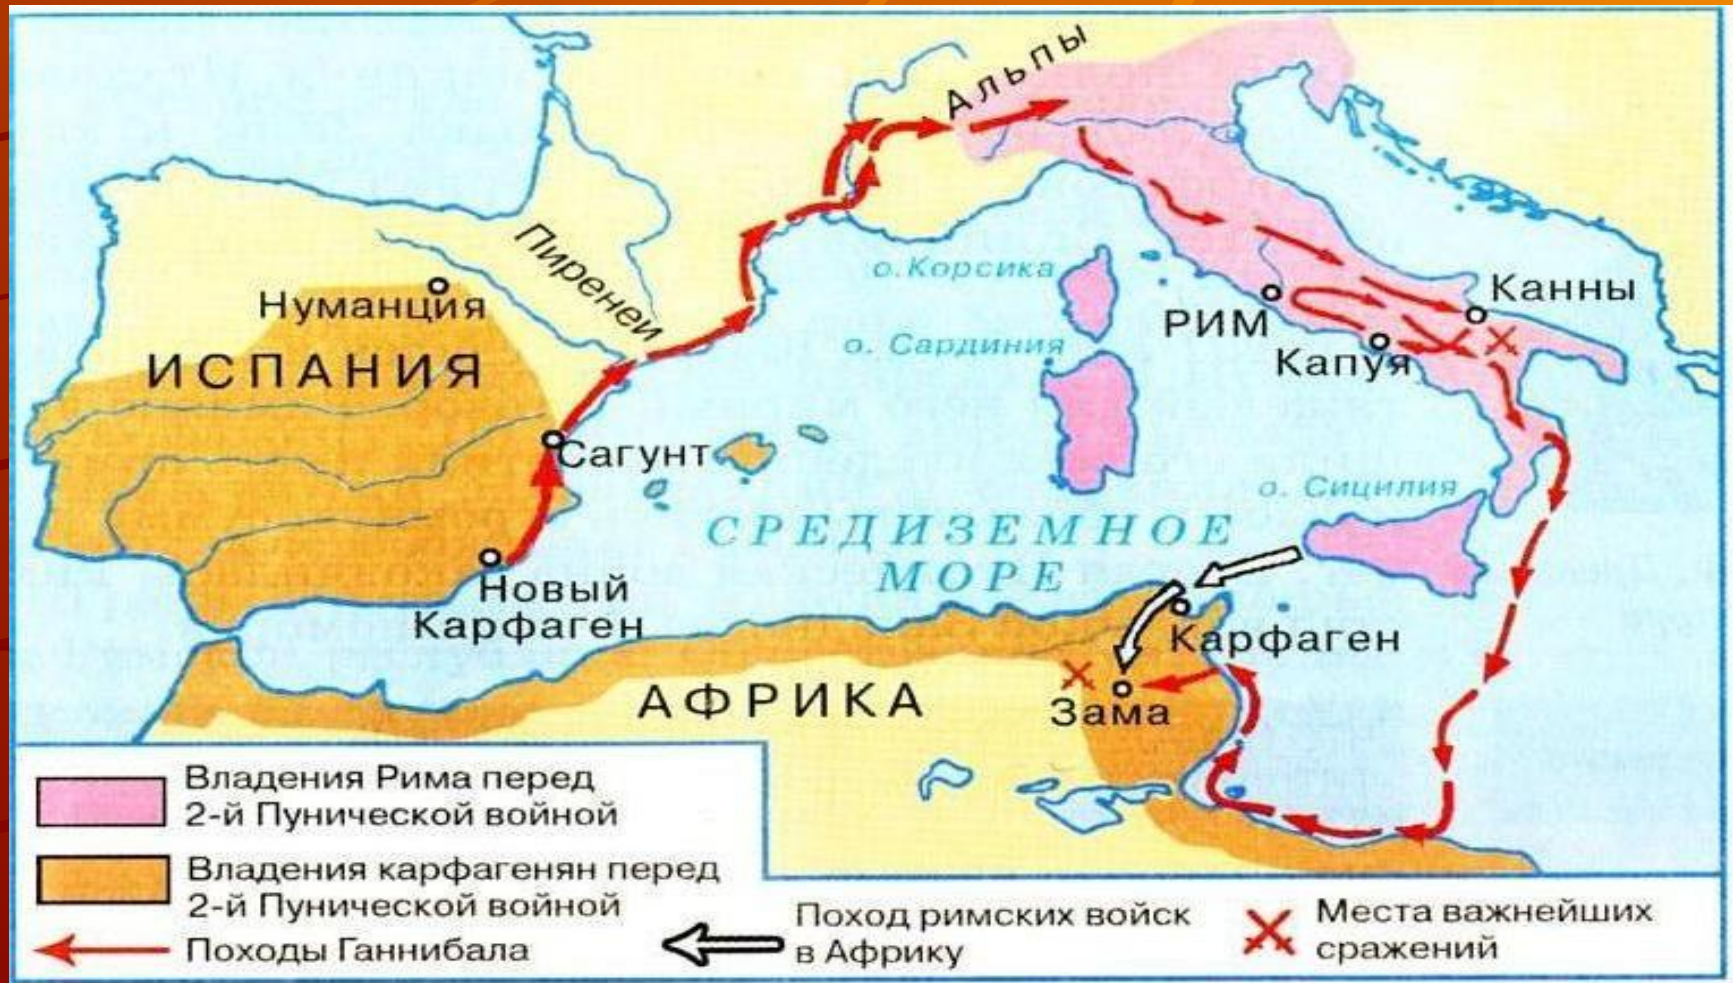 Альпы
Пиренеи
о. Корсика
Нуманция
Канны
РИМ
о. Сардиния
Капуя
ИСПАНИЯ
Сагунт
о. Сицилия
СРЕДИЗЕМНОЕ
МОРЕ
Новый
Карфаген
Карфаген
АФРИКА
Зама
Владения Рима перед
2-й Пунической войной
Владения карфагенян перед
2-й Пунической войной
Походы Ганнибала
Поход римских войск
в Африку
Места важнейших
сражений